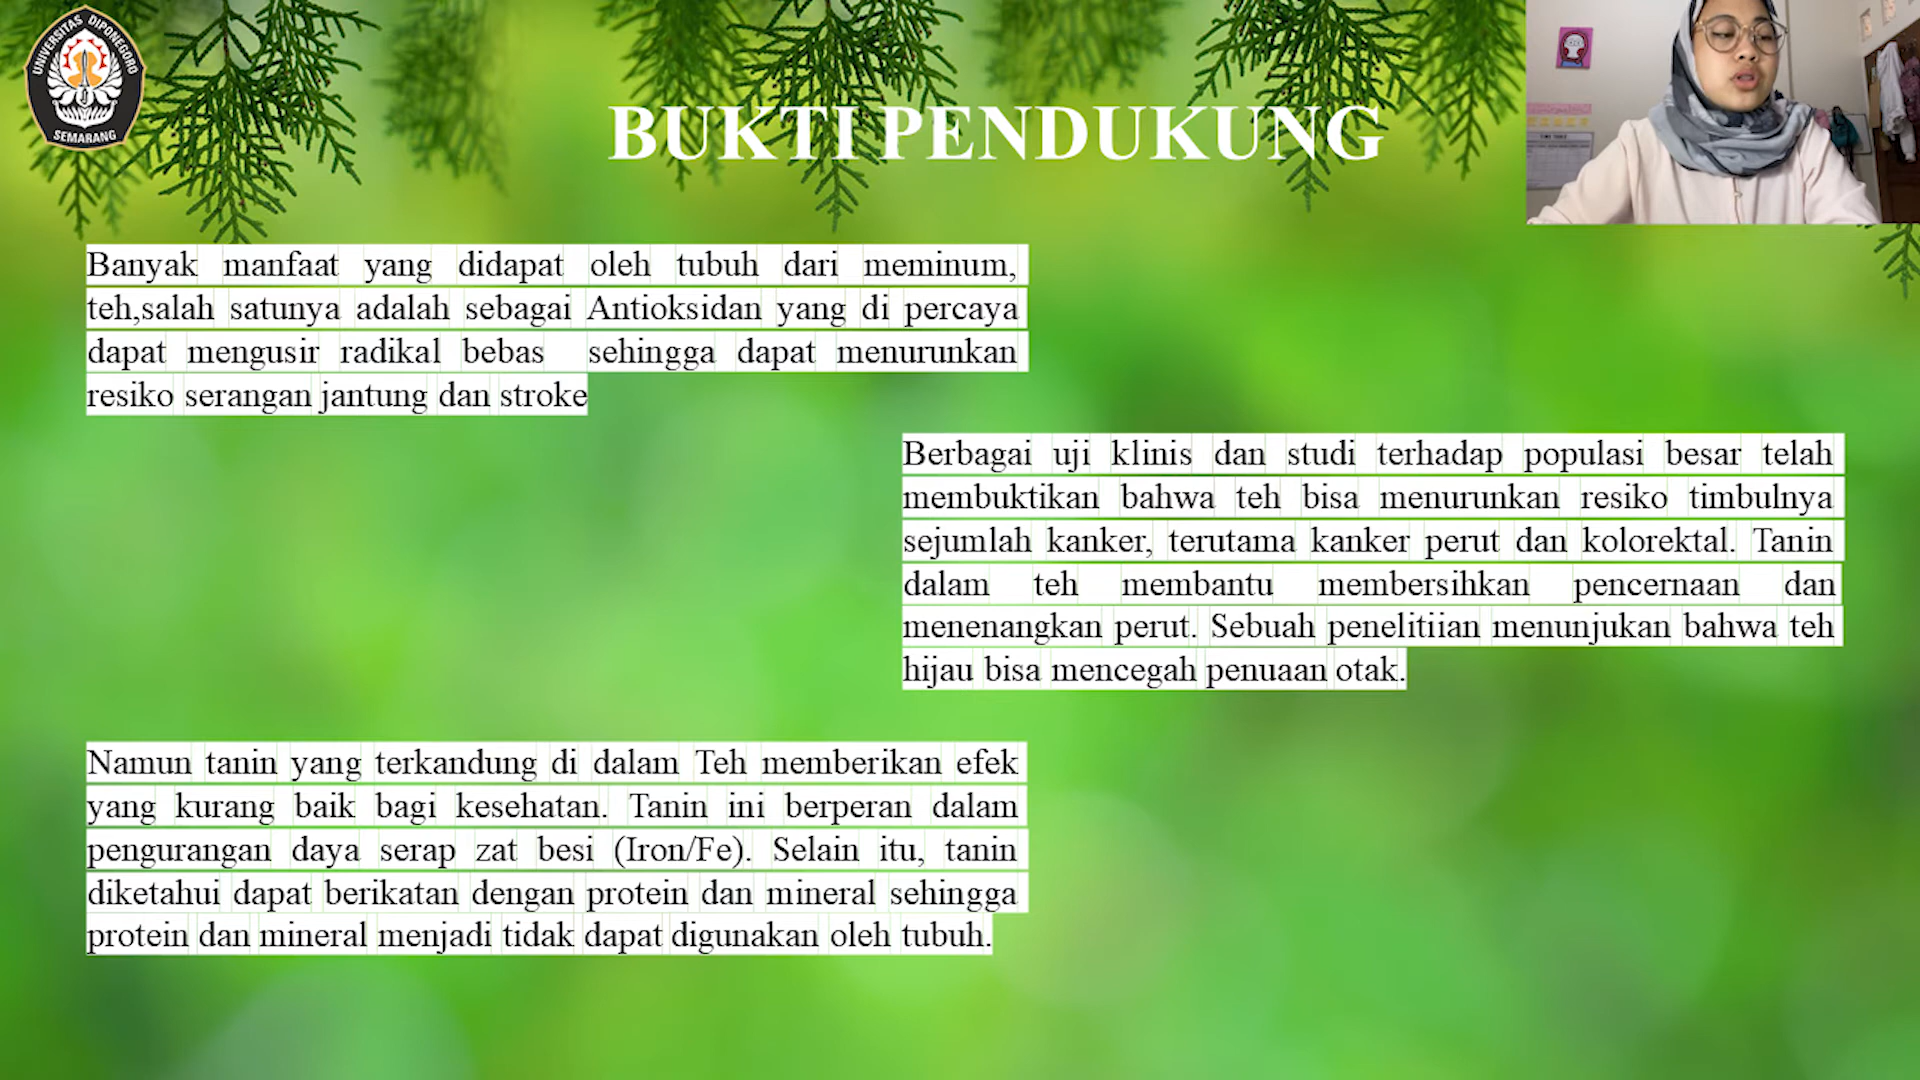 UNIVERSITAS DIPONEGORO
SEMARANG
BUKTI PENDUKUNG
Banyak manfaat yang didapat oleh tubuh dari meminum,
teh,salah satunya adalah sebagai Antioksidan yang di percaya
dapat mengusir radikal bebas sehingga dapat menurunkan
resiko serangan jantung dan stroke
Berbagai uji klinis dan studi terhadap populasi besar telah
membuktikan bahwa teh bisa menurunkan resiko timbulnya
sejumlah kanker, terutama kanker perut dan kolorektal. Tanin
dalam teh membantu membersihkan pencernaan dan
menenangkan perut. Sebuah penelitiian menunjukan bahwa teh
hijau bisa mencegah penuaan otak.
Namun tanin yang terkandung di dalam Teh memberikan efek
yang kurang baik bagi kesehatan. Tanin ini berperan dalam
pengurangan daya serap zat besi (Iron/Fe). Selain itu, tanin
diketahui dapat berikatan dengan protein dan mineral sehingga
protein dan mineral menjadi tidak dapat digunakan oleh tubuh.